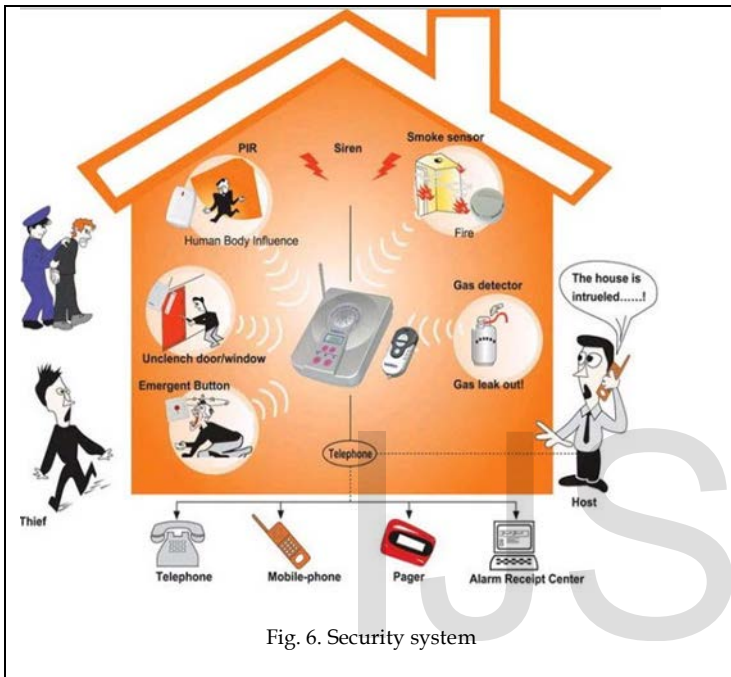 PIR
Siren
Smoke sensor
Human Body Influence
Fire
The house is
intrueled......!
Gas detector
Unclench door/window
Gas leak out!
Emergent Button
Telephone
Thief
Host
Telephone
Mobile-phone
Pager
Alarm Receipt Center
IJS
Fig. 6. Security system